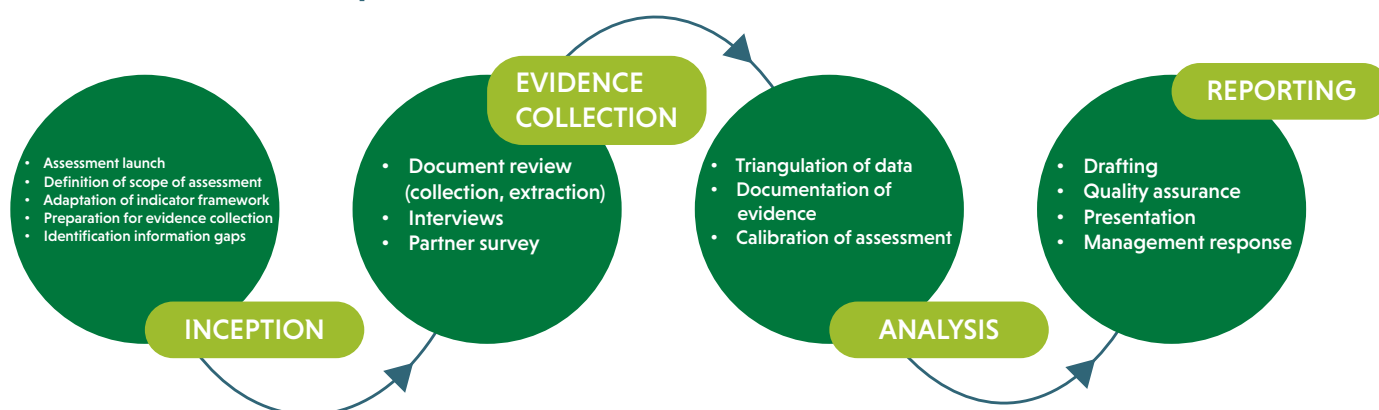 • Assessment launch
• Definition of scope of assessment
• Adaptation of indicator framework
• Preparation for evidence collection
• Identification information gaps
INCEPTION
EVIDENCE
COLLECTION
• Document review
(collection, extraction)
• Interviews
• Partner survey
• Triangulation of data
• Documentation of
evidence
• Calibration of assessment
ANALYSIS
REPORTING
• Drafting
• Quality assurance
• Presentation
• Management response